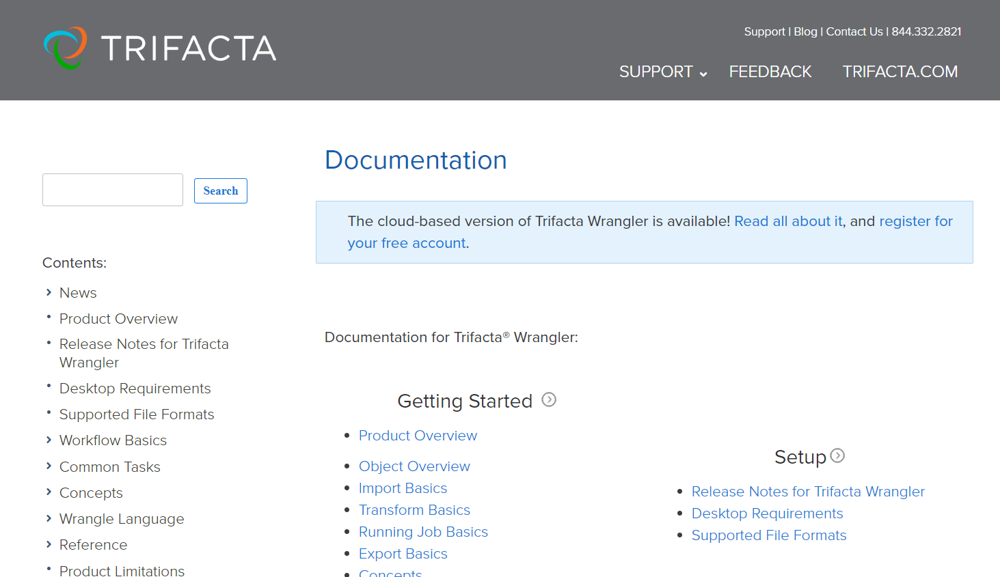 TRIFACTA
Support | Blog | Contact Us | 844.332.2821
SUPPORT FEEDBACK TRIFACTA.COM
Search
Contents:
News
Product Overview
Release Notes for Trifacta
Wrangler
Desktop Requirements
Supported File Formats
Workflow Basics
Common Tasks
Concepts
Wrangle Language
Reference
Product Limitations
Documentation
The cloud-based version of Trifacta Wrangler is available! Read all about it, and register for
your free account.
Documentation for Trifacta® Wrangler:
Getting Started
Product Overview
Object Overview
Import Basics
Transform Basics
Running Job Basics
Export Basics
Concepts
Setup
Release Notes for Trifacta Wrangler
Desktop Requirements
Supported File Formats